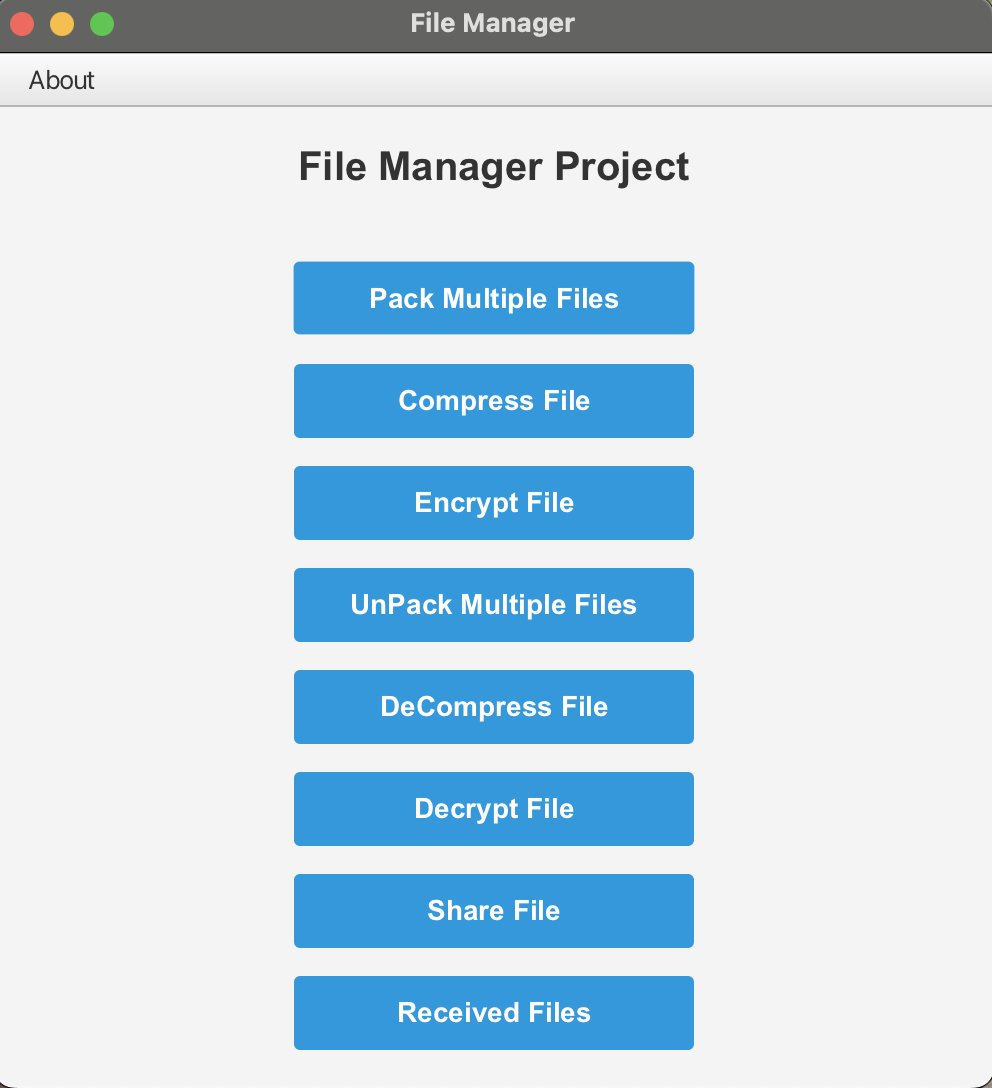 File Manager
About
File Manager Project
Pack Multiple Files
Compress File
Encrypt File
UnPack Multiple Files
DeCompress File
Decrypt File
Share File
Received Files